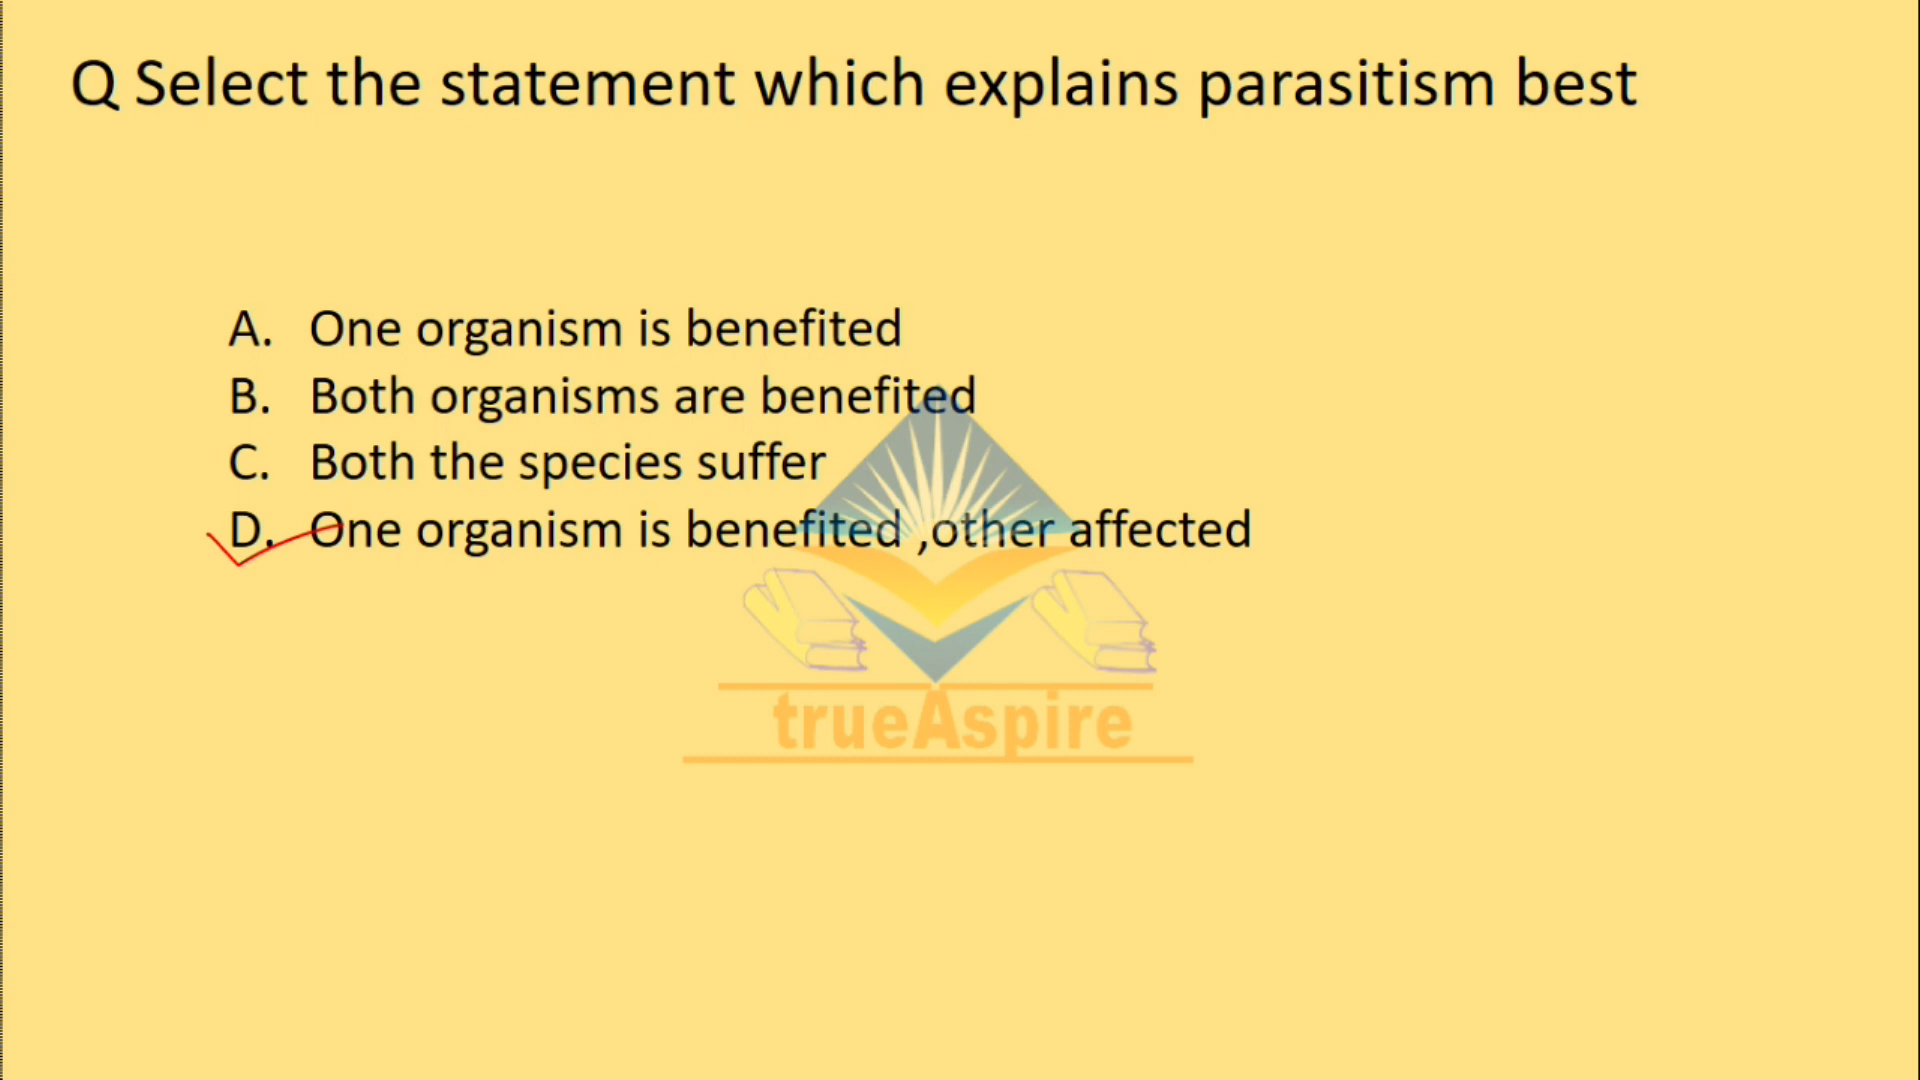 Q Select the statement which explains parasitism best
A. One organism is benefited
B. Both organisms are benefited
C. Both the species suffer
D. One organism is benefited ,other affected
trueAspire